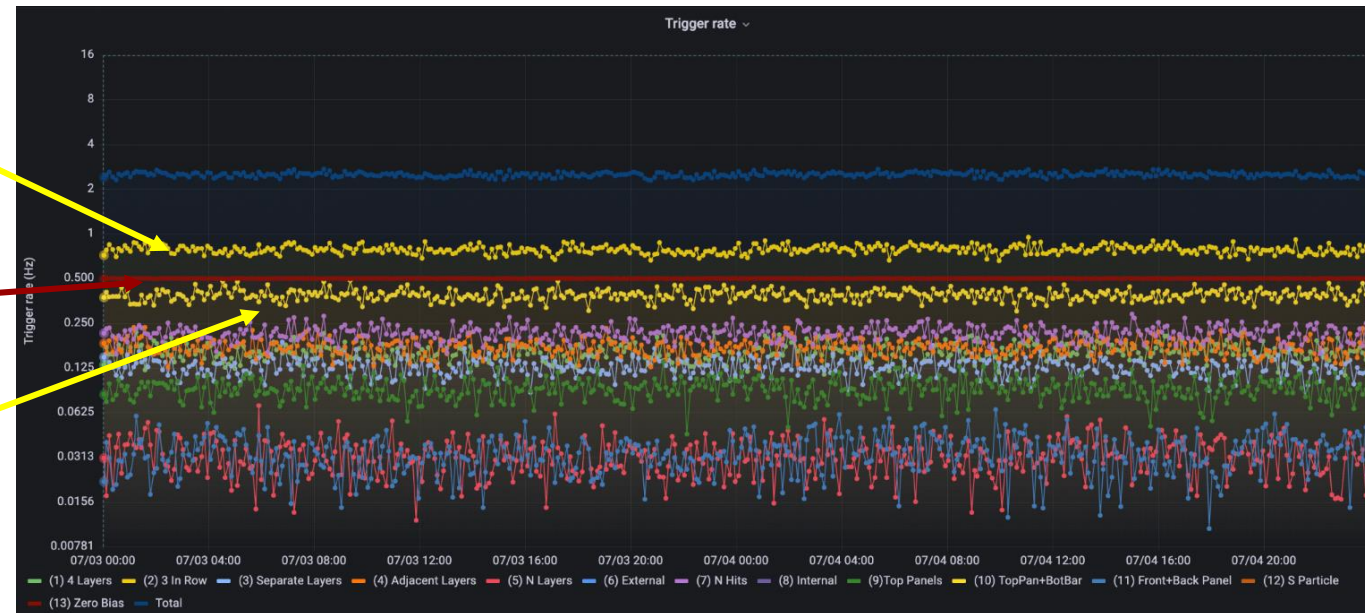 Trigger rate
16
8
4
2
1
0.500
0.250
0.125
0.0625
0.0313
0.0156
0.00781
Trigger rate (Hz)
07/03 00:00 07/03 04:00 07/03 08:00 07/03 12:00 07/03 16:00 07/03 20:00 07/04 00:00 07/04 04:00 07/04 08:00 07/04 12:00 07/04 16:00 07/04 20:00
(1) 4 Layers (2) 3 In Row (3) Separate Layers (4) Adjacent Layers (5) N Layers (6) External (7) N Hits (8) Internal (9)Top Panels (10) TopPan+BotBar (11) Front+Back Panel (12) S Particle
(13) Zero Bias Total